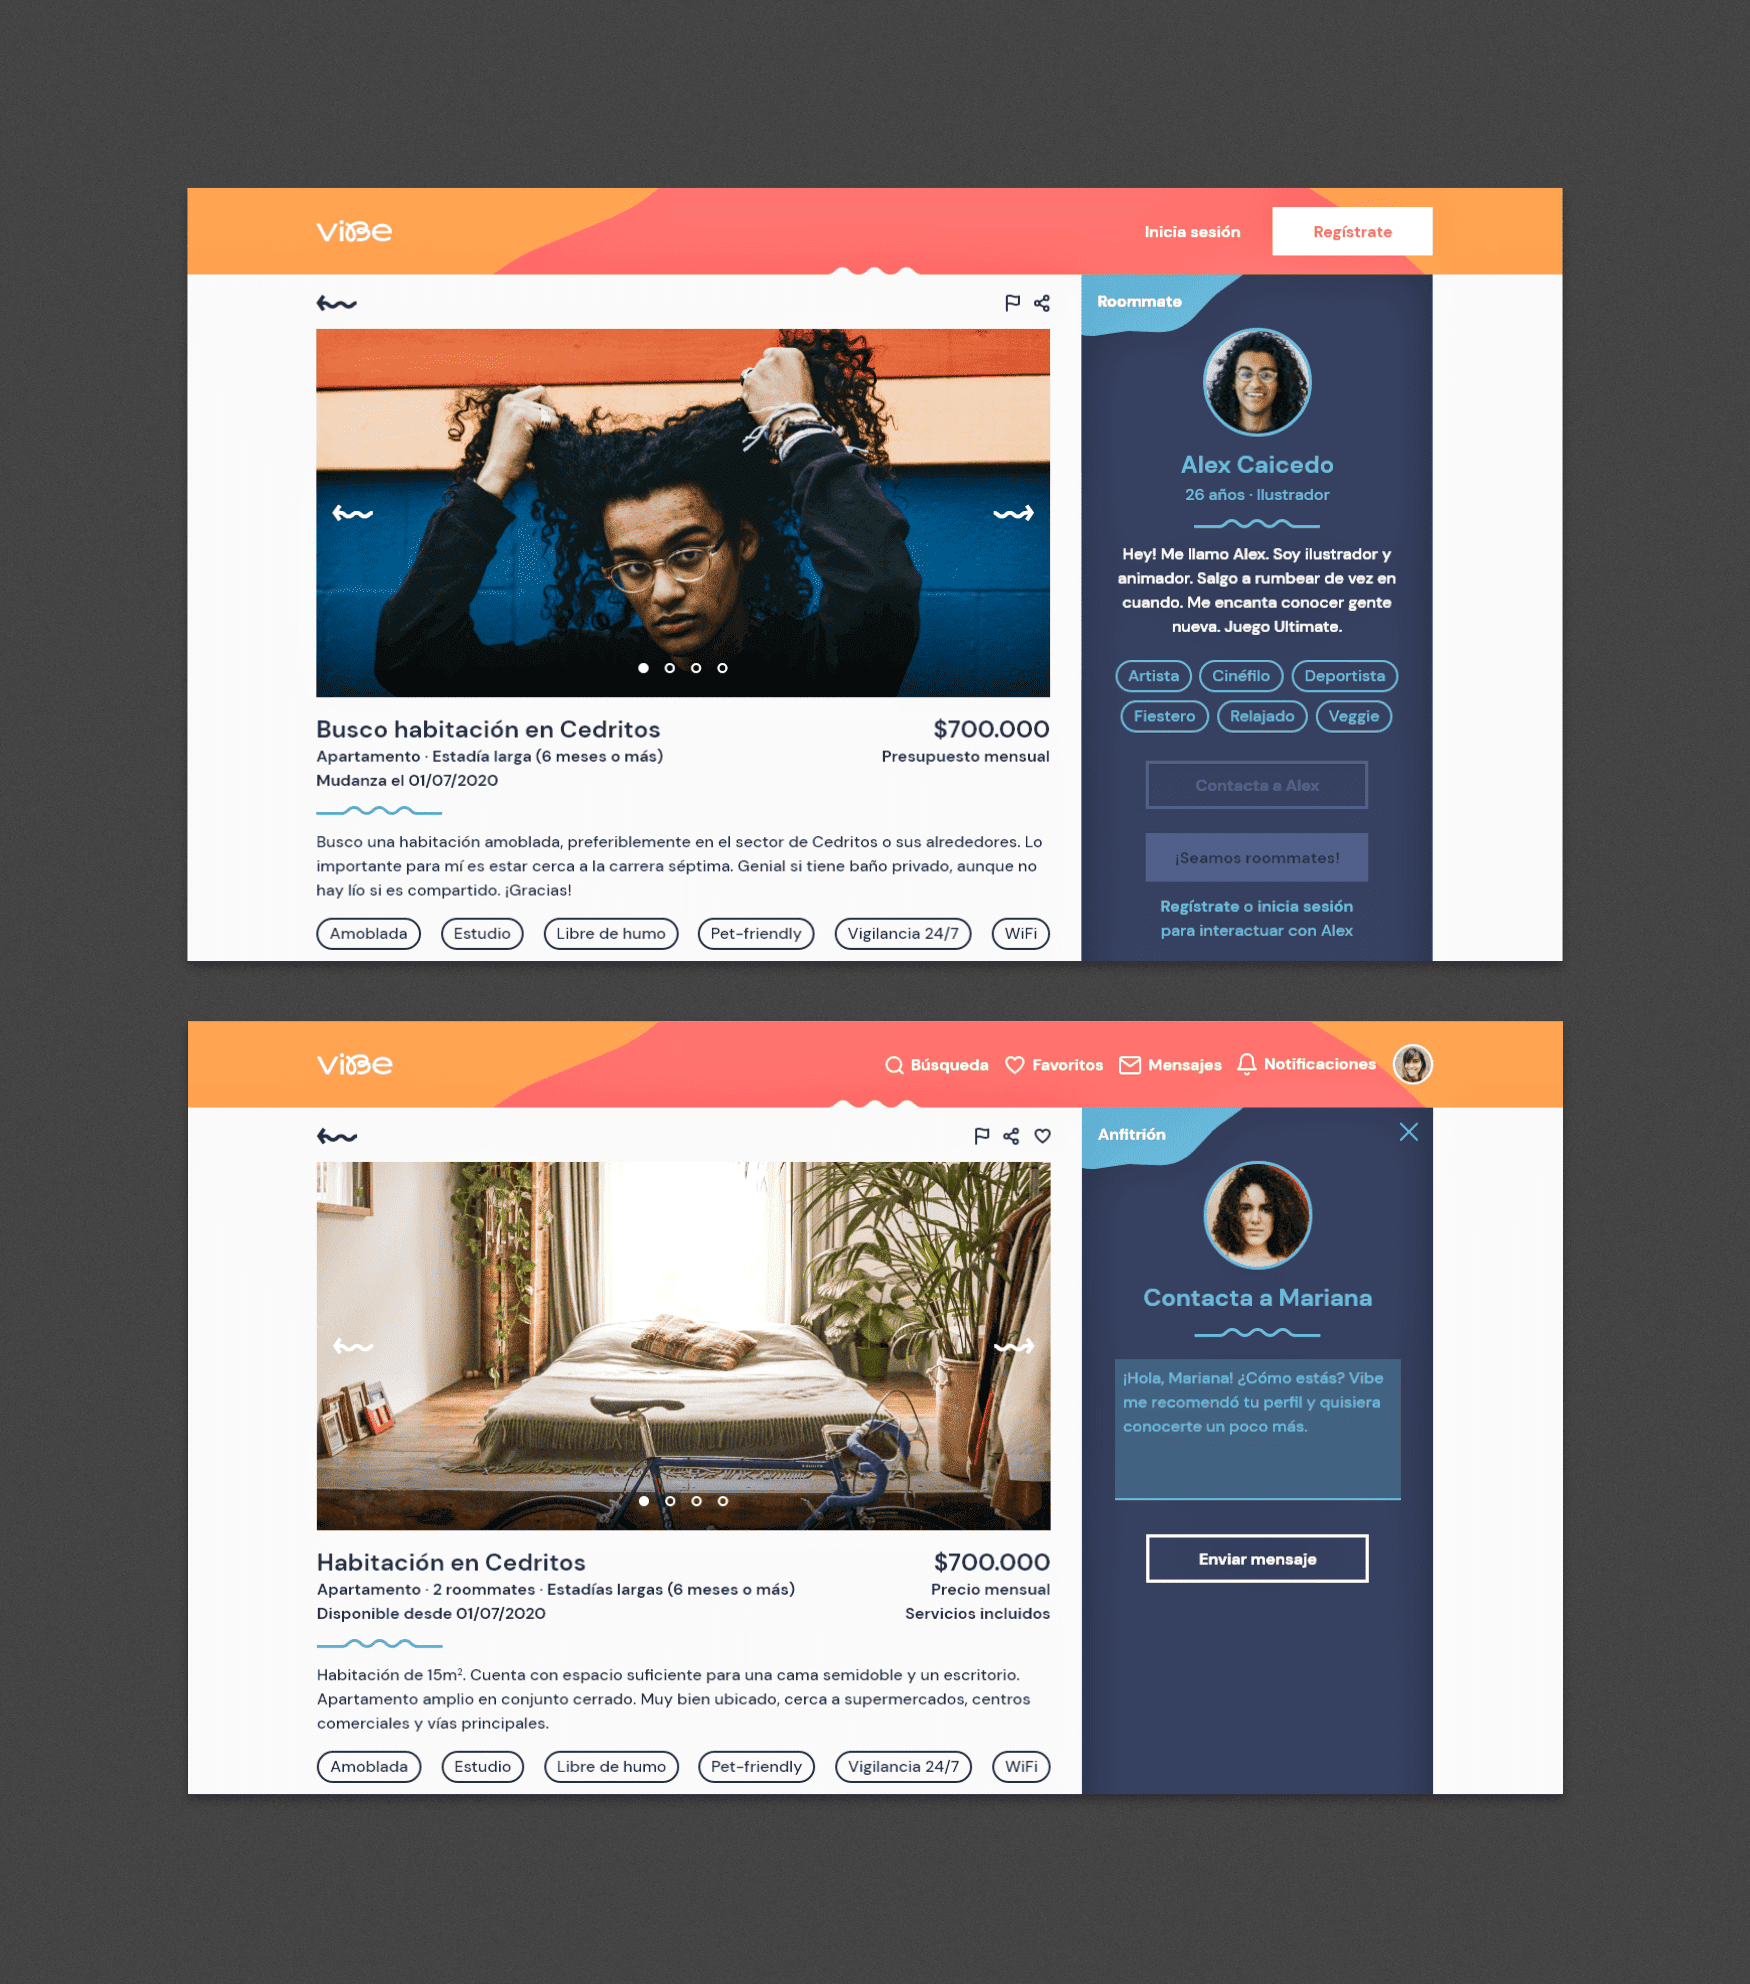 vibe
Inicia sesión
Regístrate
Roommate
Alex Caicedo
26 años · Ilustrador
Hey! Me llamo Alex. Soy ilustrador y
animador. Salgo a rumbear de vez en
cuando. Me encanta conocer gente
nueva. Juego Ultimate.
Artista Cinéfilo Deportista
Fiestero Relajado Veggie
Contacta a Alex
¡Seamos roommates!
Regístrate o inicia sesión
para interactuar con Alex
Busco habitación en Cedritos
$700.000
Apartamento · Estadía larga (6 meses o más)
Presupuesto mensual
Mudanza el 01/07/2020
Busco una habitación amoblada, preferiblemente en el sector de Cedritos o sus alrededores. Lo
importante para mí es estar cerca a la carrera séptima. Genial si tiene baño privado, aunque no
hay lío si es compartido. ¡Gracias!
Amoblada Estudio Libre de humo Pet-friendly Vigilancia 24/7 WiFi
vibe
Búsqueda Favoritos Mensajes Notificaciones
Anfitrión
Contacta a Mariana
¡Hola, Mariana! ¿Cómo estás? Vibe
me recomendó tu perfil y quisiera
conocerte un poco más.
Enviar mensaje
Habitación en Cedritos
$700.000
Apartamento · 2 roommates · Estadías largas (6 meses o más)
Precio mensual
Disponible desde 01/07/2020
Servicios incluidos
Habitación de 15m². Cuenta con espacio suficiente para una cama semidoble y un escritorio.
Apartamento amplio en conjunto cerrado. Muy bien ubicado, cerca a supermercados, centros
comerciales y vías principales.
Amoblada Estudio Libre de humo Pet-friendly Vigilancia 24/7 WiFi